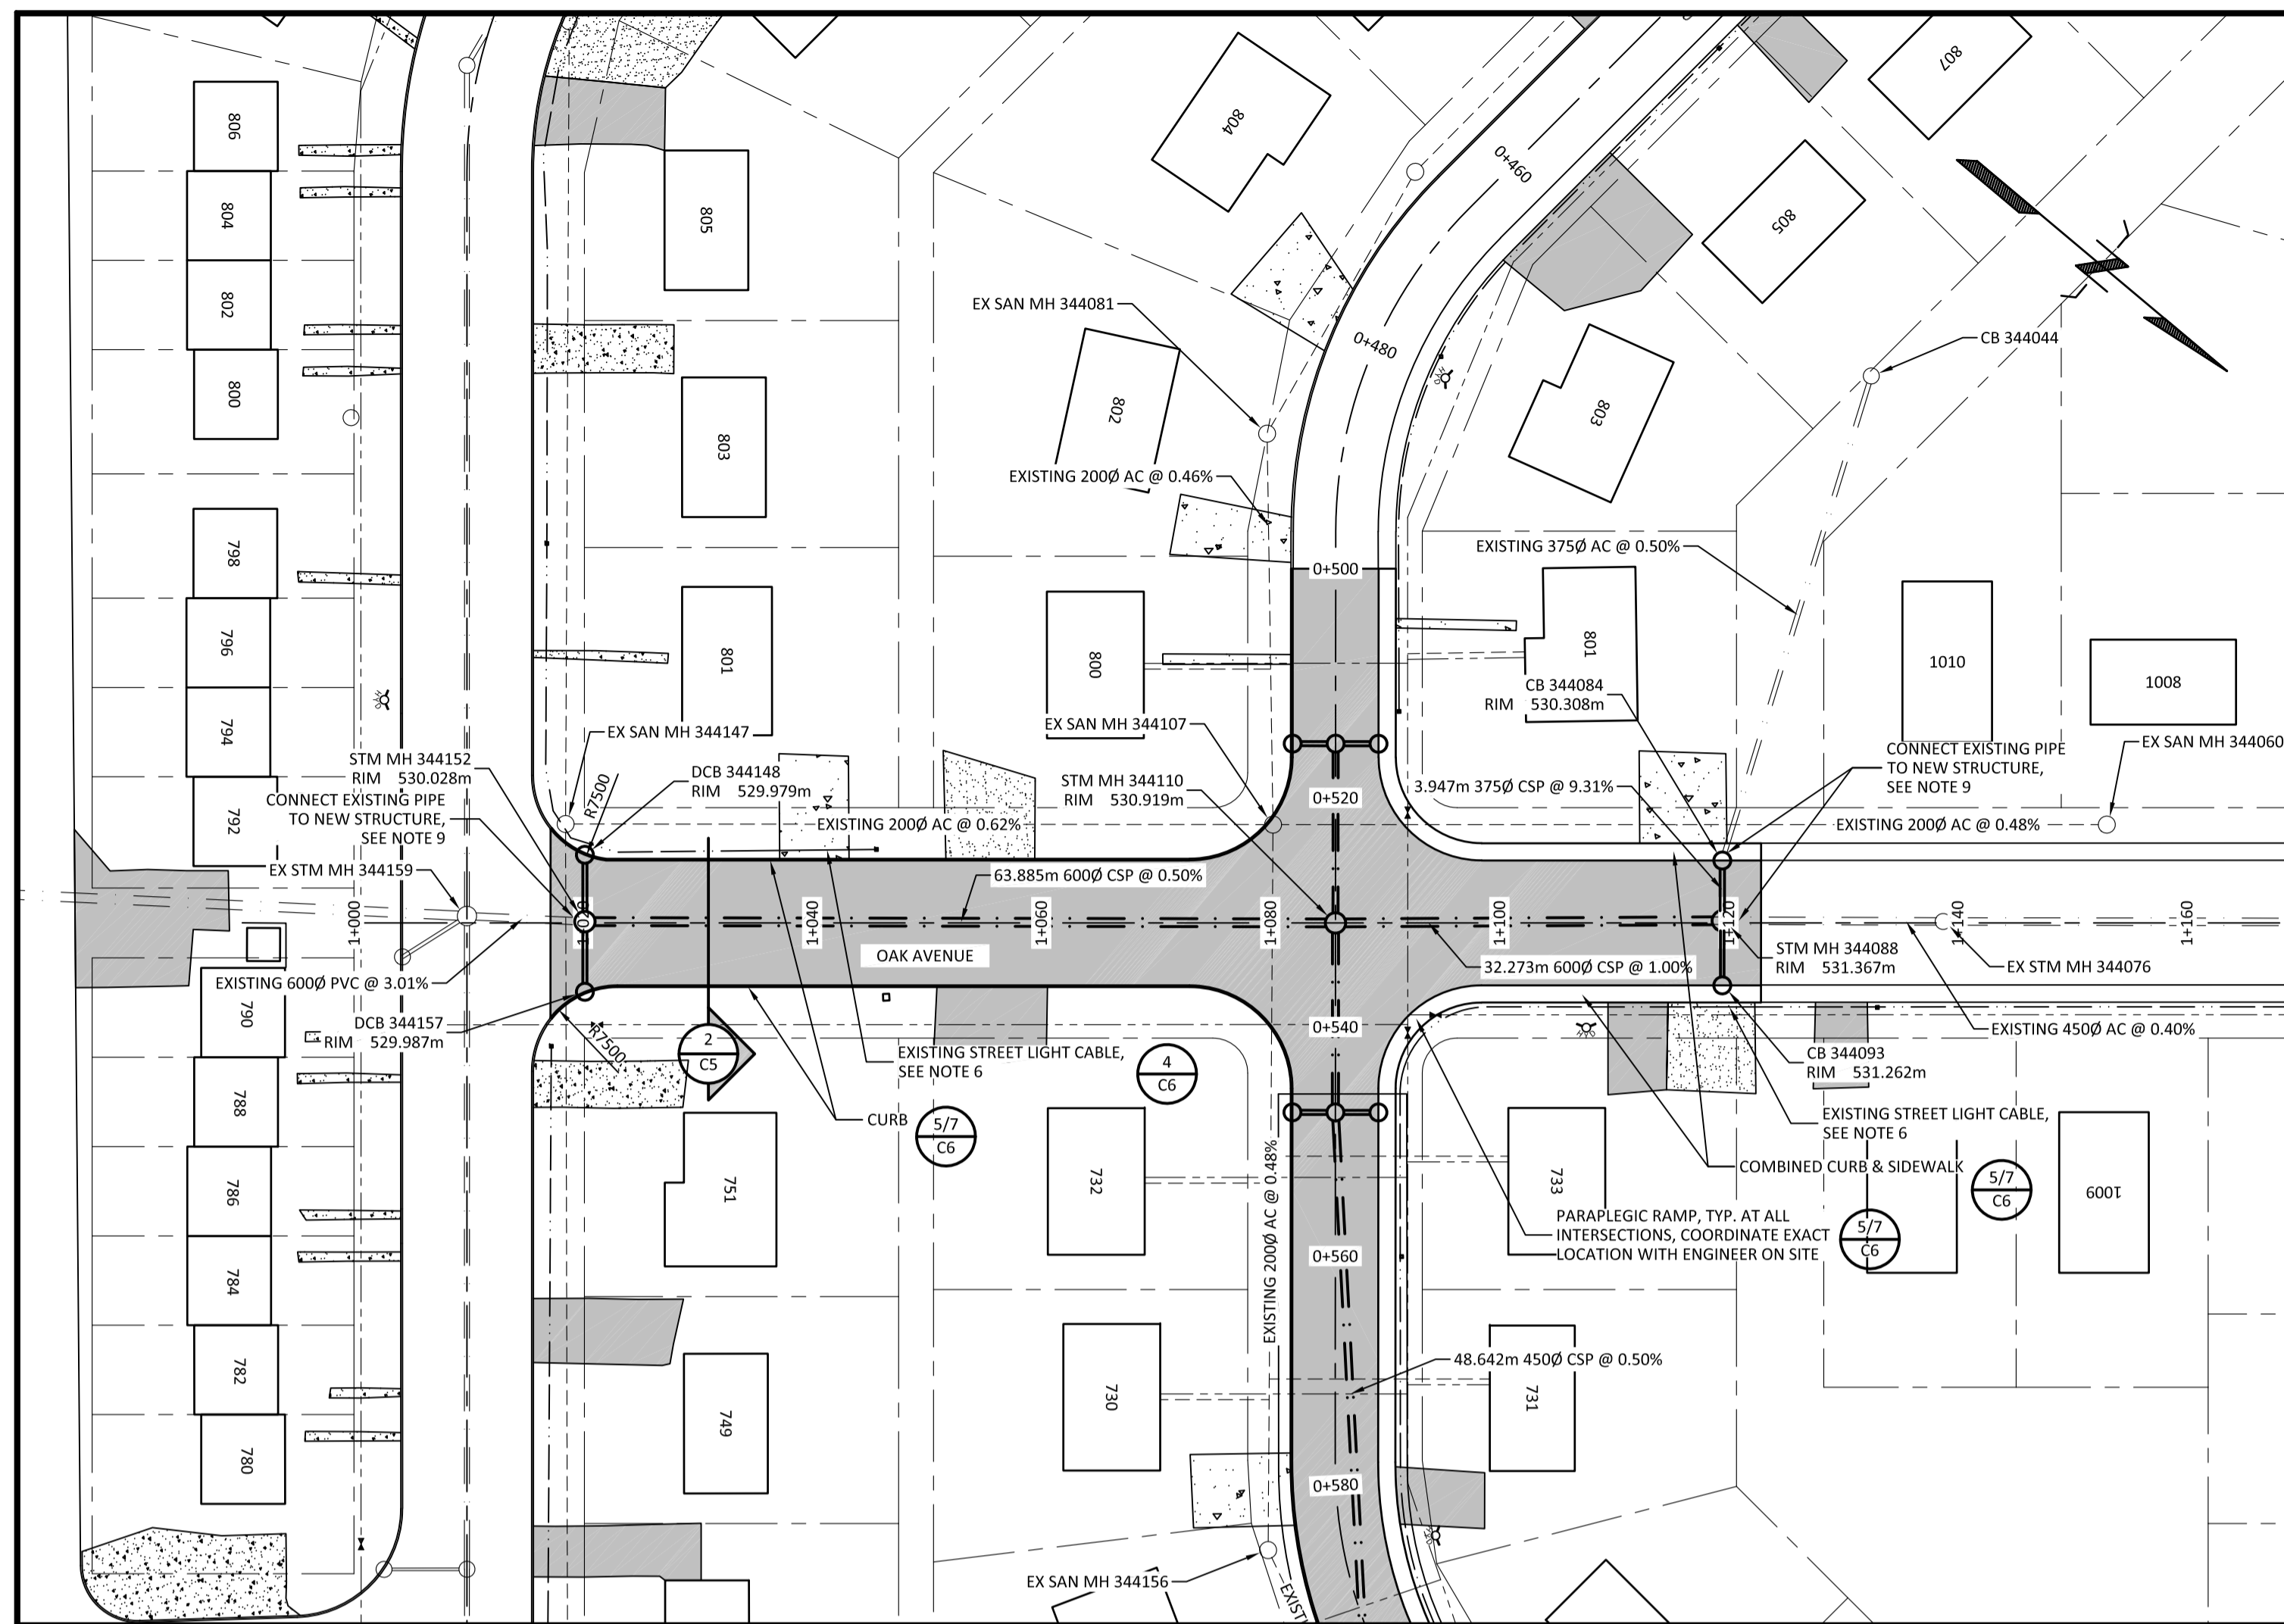 807
806
804
0+460
804
805
805
EX SAN MH 344081
802
0+480
CB 344044
800
802
803
803
EXISTING 200Ø AC @ 0.46%
798
EXISTING 375Ø AC @ 0.50%
0+500
796
801
800
801
1010
1008
CB 344084
RIM 530.308m
794
EX SAN MH 344147
EX SAN MH 344107
EX SAN MH 344060
STM MH 344152
RIM 530.028m
DCB 344148
RIM 529.979m
STM MH 344110
RIM 530.919m
CONNECT EXISTING PIPE
TO NEW STRUCTURE,
SEE NOTE 9
CONNECT EXISTING PIPE
TO NEW STRUCTURE,
SEE NOTE 9
R7500
3.947m 375Ø CSP @ 9.31%
0+520
792
EXISTING 200Ø AC @ 0.62%
EXISTING 200Ø AC @ 0.48%
EX STM MH 344159
63.885m 600Ø CSP @ 0.50%
1+000
1+040
1+060
1+080
1+100
1+120
1+140
1+160
OAK AVENUE
STM MH 344088
RIM 531.367m
32.273m 600Ø CSP @ 1.00%
EX STM MH 344076
EXISTING 600Ø PVC @ 3.01%
790
DCB 344157
RIM 529.987m
R7500
2
C5
0+540
EXISTING 450Ø AC @ 0.40%
EXISTING STREET LIGHT CABLE,
SEE NOTE 6
4
C6
CB 344093
RIM 531.262m
788
CURB
5/7
C6
EXISTING STREET LIGHT CABLE,
SEE NOTE 6
COMBINED CURB & SIDEWALK
5/7
C6
786
751
732
733
1009
EXISTING 200Ø AC @ 0.48%
PARAPLEGIC RAMP, TYP. AT ALL
INTERSECTIONS, COORDINATE EXACT
LOCATION WITH ENGINEER ON SITE
5/7
C6
784
0+560
782
48.642m 450Ø CSP @ 0.50%
730
731
749
780
0+580
EX SAN MH 344156